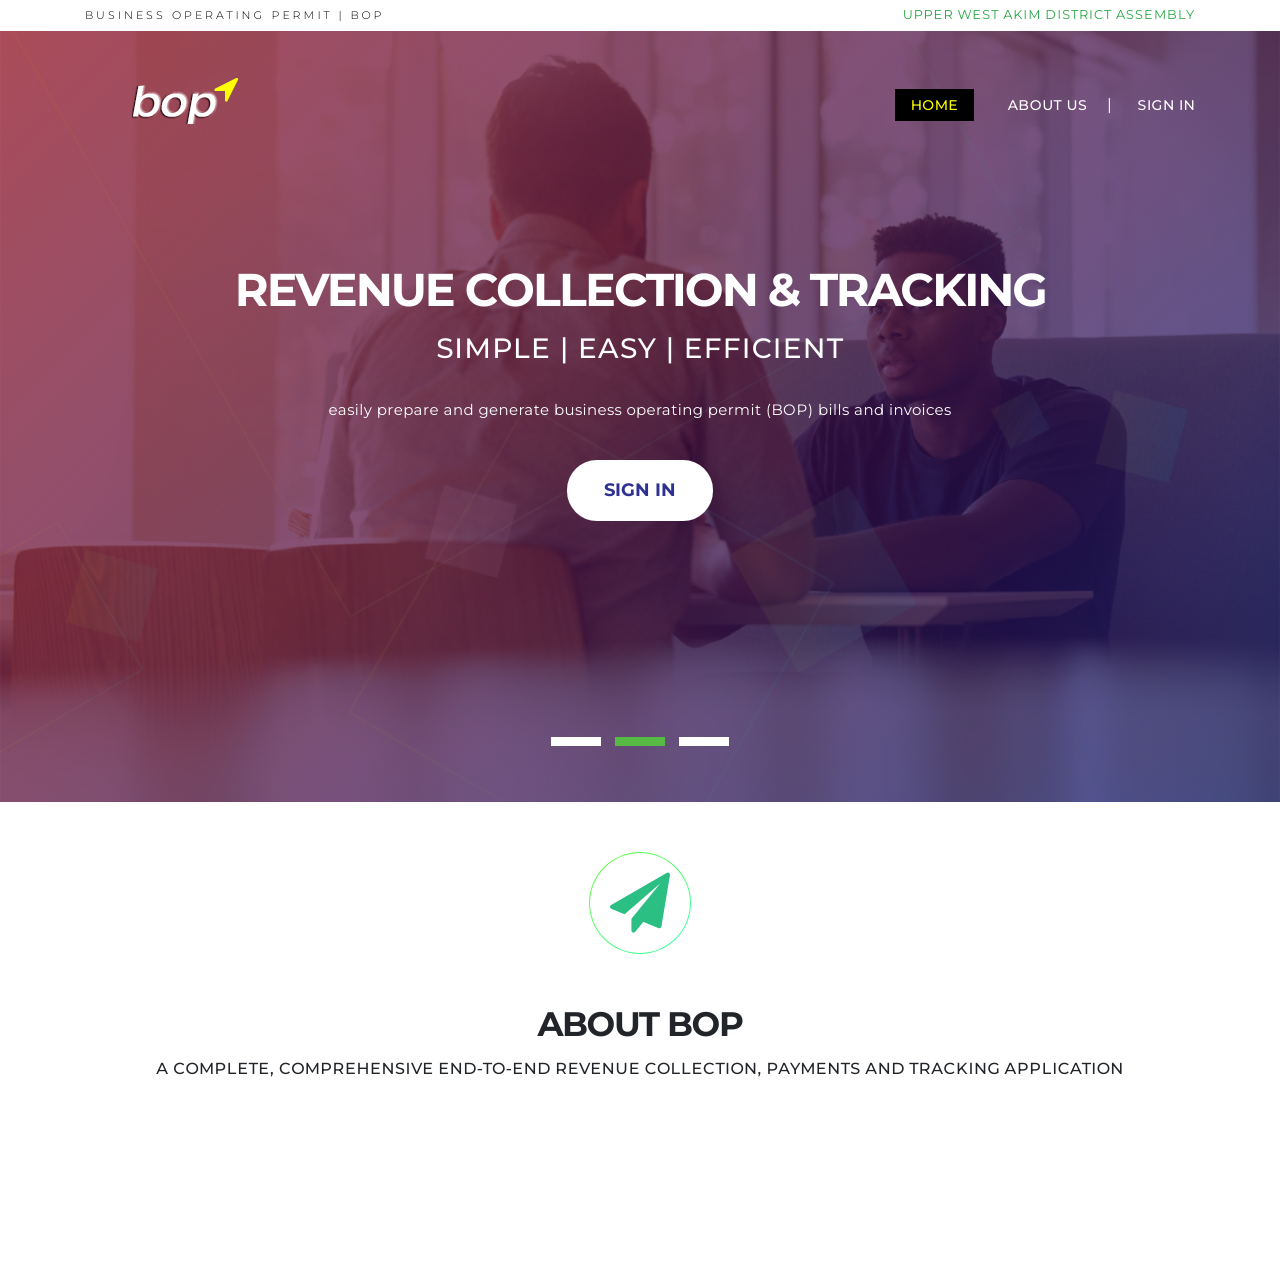 BUSINESS OPERATING PERMIT | BOP
UPPER WEST AKIM DISTRICT ASSEMBLY
bop
HOME
ABOUT US |
SIGN IN
REVENUE COLLECTION & TRACKING
SIMPLE | EASY | EFFICIENT
easily prepare and generate business operating permit (BOP) bills and invoices
SIGN IN
ABOUT BOP
A COMPLETE, COMPREHENSIVE END-TO-END REVENUE COLLECTION, PAYMENTS AND TRACKING APPLICATION